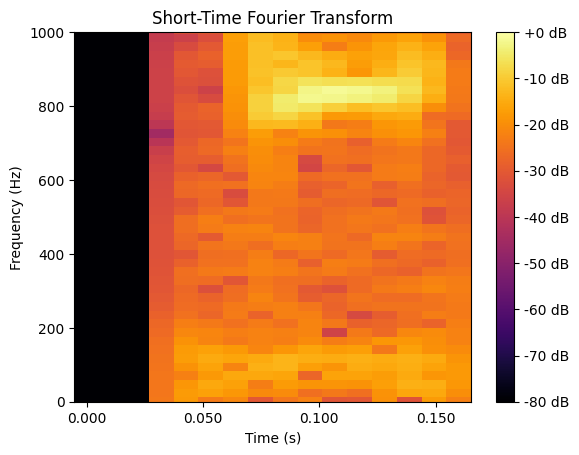 Short-Time Fourier Transform
1000
800
600
400
200
0
Frequency (Hz)
0.000
0.050
0.100
0.150
Time (s)
+0 dB
-10 dB
-20 dB
-30 dB
-40 dB
-50 dB
-60 dB
-70 dB
-80 dB